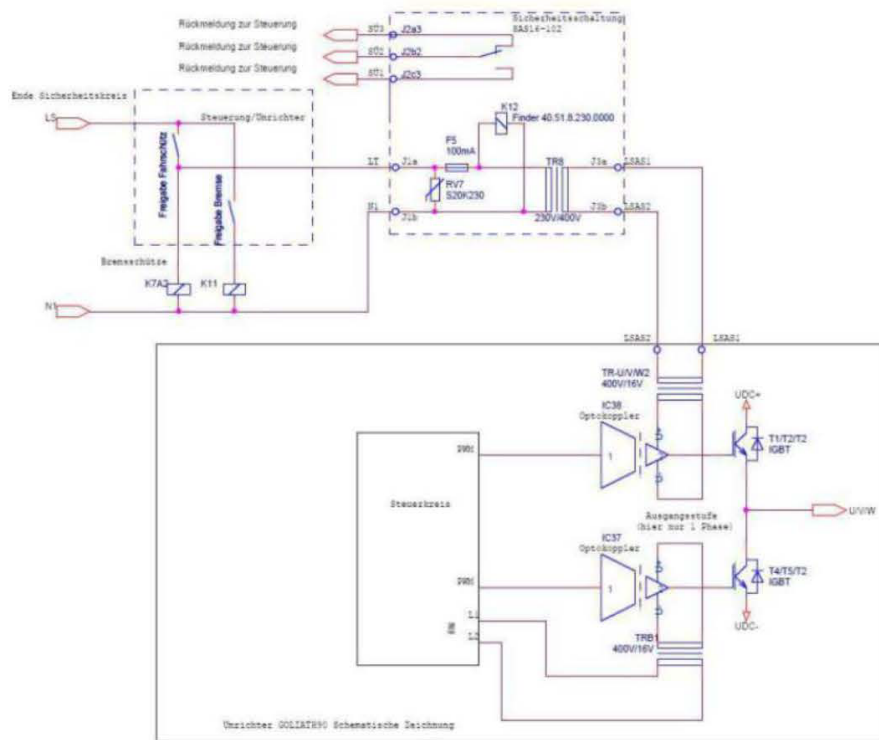 Rückmeldung zur Steuerung
SU3
J2a3
Sicherheitsschaltung
SAS16-102
Rückmeldung zur Steuerung
SU2
J2b2
Rückmeldung zur Steuerung
SU1
J2c3
Ende Sicherheitskreis
LS
Steuerung/Umrichter
K12
Finder 40.51.8.230.0000
Freigabe Fahrschütz
Freigabe Bremse
F5
100mA
LT
J1a
TR8
J3a
LSAS1
RV7
S20K230
N1
J1b
J3b
LSAS2
230V/400V
Bremsschütze
K7A2
K11
N1
LSAS2
LSAS1
TR-U/V/W2
400V/16V
UDC+
IC38
Optokoppler
T1/T2/T2
IGBT
PWM
1
Steuerkreis
Ausgangsstufe
(hier nur 1 Phase)
U/V/W
IC37
Optokoppler
T4/T5/T2
IGBT
PWM
1
L1
L2
UDC-
TRB1
400V/16V
Umrichter GOLIATH90 Schematische Zeichnung